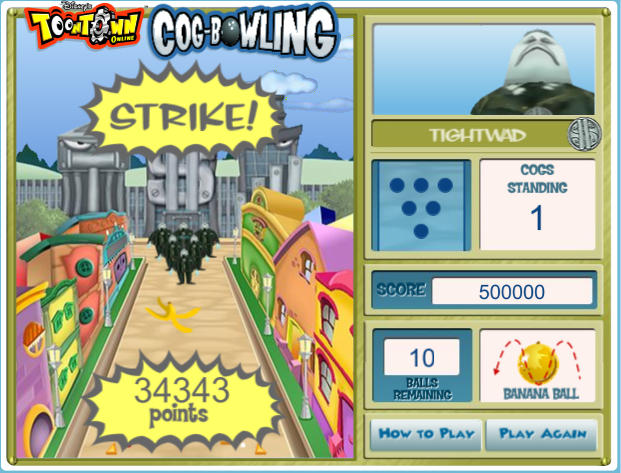 Disney's
TOONTOWN
ONLINE
COG-BOWLING
STRIKE!
TIGHTWAD
COGS
STANDING
1
SCORE 500000
34343
points
10
BALLS
REMAINING
BANANA BALL
HOW TO PLAY
PLAY AGAIN